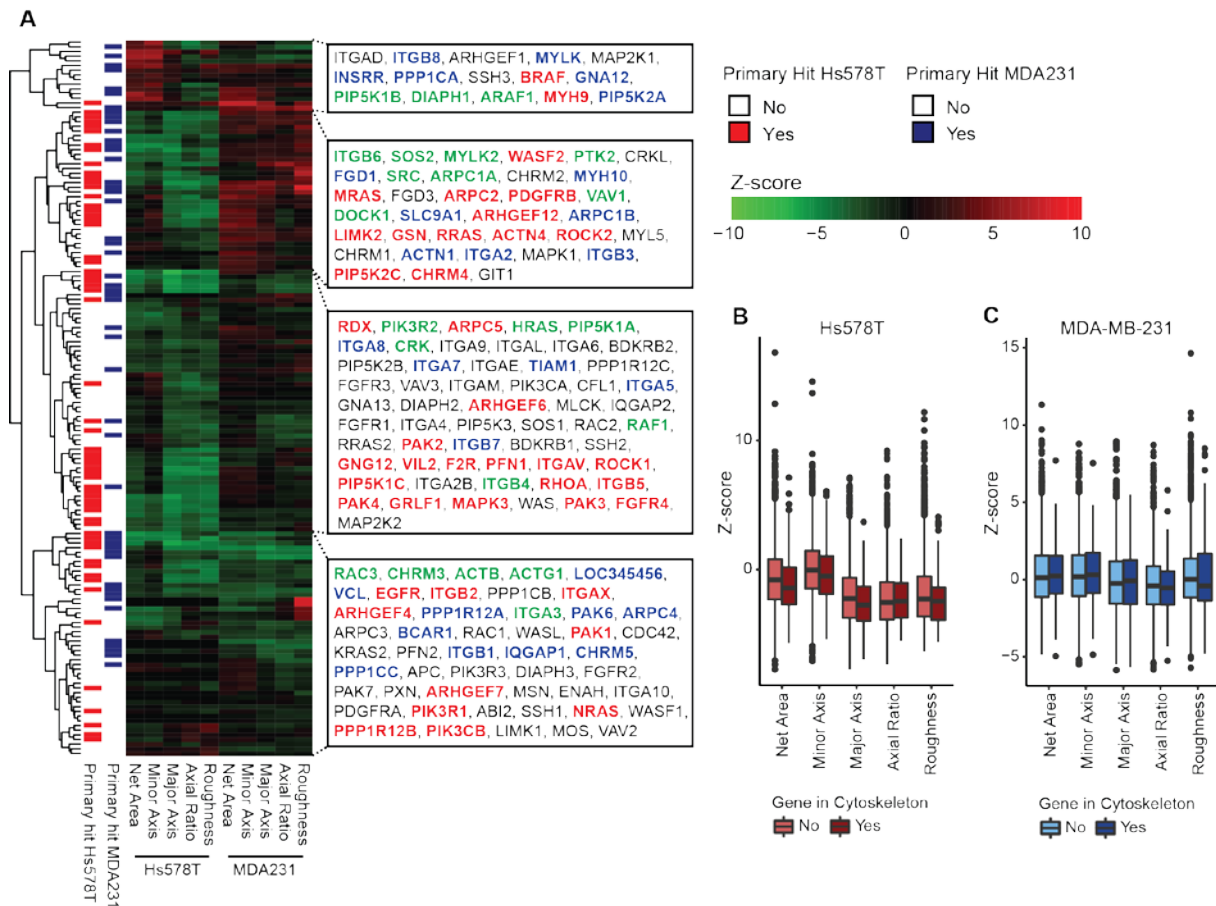 A
ITGAD, ITGB8, ARHGEF1, MYLK, MAP2K1,
INSRR, PPP1CA, SSH3, BRAF, GNA12,
PIP5K1B, DIAPH1, ARAF1, MYH9, PIP5K2A
ITGB6, SOS2, MYLK2, WASF2, PTK2, CRKL,
FGD1, SRC, ARPC1A, CHRM2, MYH10,
MRAS, FGD3, ARPC2, PDGFRB, VAV1,
DOCK1, SLC9A1, ARHGEF12, ARPC1B,
LIMK2, GSN, RRAS, ACTN4, ROCK2, MYL5,
CHRM1, ACTN1, ITGA2, MAPK1, ITGB3,
PIP5K2C, CHRM4, GIT1
RDX, PIK3R2, ARPC5, HRAS, PIP5K1A,
ITGA8, CRK, ITGA9, ITGAL, ITGA6, BDKRB2,
PIP5K2B, ITGA7, ITGAE, TIAM1, PPP1R12C,
FGFR3, VAV3, ITGAM, PIK3CA, CFL1, ITGA5,
GNA13, DIAPH2, ARHGEF6, MLCK, IQGAP2,
FGFR1, ITGA4, PIP5K3, SOS1, RAC2, RAF1,
RRAS2, PAK2, ITGB7, BDKRB1, SSH2,
GNG12, VIL2, F2R, PFN1, ITGAV, ROCK1,
PIP5K1C, ITGA2B, ITGB4, RHOA, ITGB5,
PAK4, GRLF1, MAPK3, WAS, PAK3, FGFR4,
MAP2K2
RAC3, CHRM3, ACTB, ACTG1, LOC345456,
VCL, EGFR, ITGB2, PPP1CB, ITGAX,
ARHGEF4, PPP1R12A, ITGA3, PAK6, ARPC4,
ARPC3, BCAR1, RAC1, WASL, PAK1, CDC42,
KRAS2, PFN2, ITGB1, IQGAP1, CHRM5,
PPP1CC, APC, PIK3R3, DIAPH3, FGFR2,
PAK7, PXN, ARHGEF7, MSN, ENAH, ITGA10,
PDGFRA, PIK3R1, ABI2, SSH1, NRAS, WASF1,
PPP1R12B, PIK3CB, LIMK1, MOS, VAV2
Primary hit Hs578T
Primary hit MDA231
Net Area
Minor Axis
Major Axis
Axial Ratio
Roughness
Net Area
Minor Axis
Major Axis
Axial Ratio
Roughness
Hs578T
MDA231
Primary Hit Hs578T
No
Yes
Primary Hit MDA231
No
Yes
Z-score
−10 −5 0 5 10
B
Hs578T
Z-score
10
0
Net Area
Minor Axis
Major Axis
Axial Ratio
Roughness
Gene in Cytoskeleton
No Yes
C
MDA-MB-231
Z-score
15
10
5
0
−5
Net Area
Minor Axis
Major Axis
Axial Ratio
Roughness
Gene in Cytoskeleton
No Yes